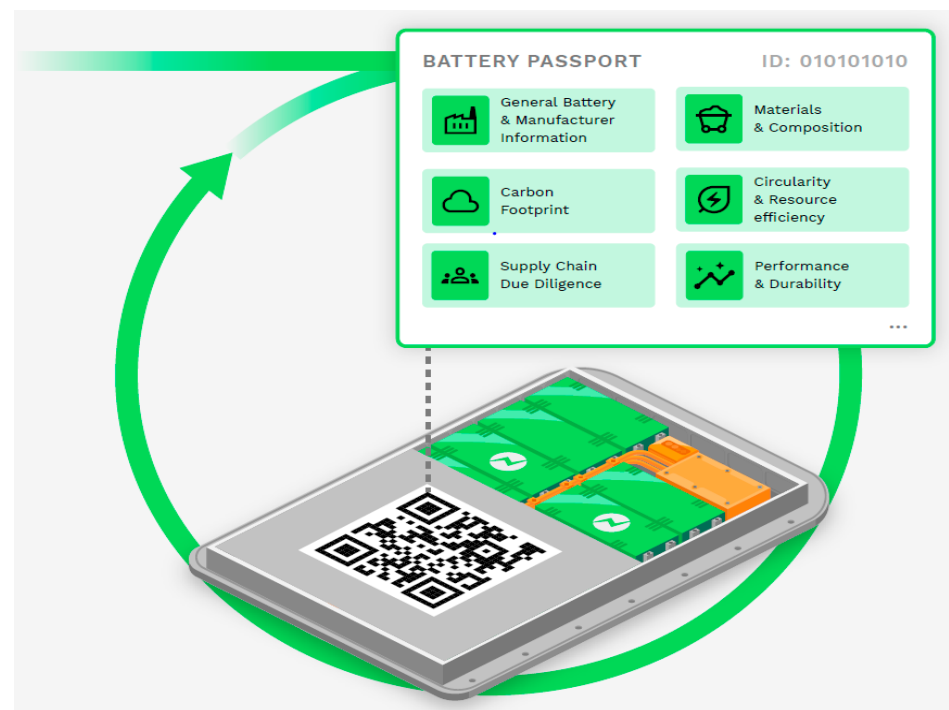 BATTERY PASSPORT
ID: 010101010
General Battery
& Manufacturer
Information
Materials
& Composition
Carbon
Footprint
Circularity
& Resource
efficiency
Supply Chain
Due Diligence
Performance
& Durability
...